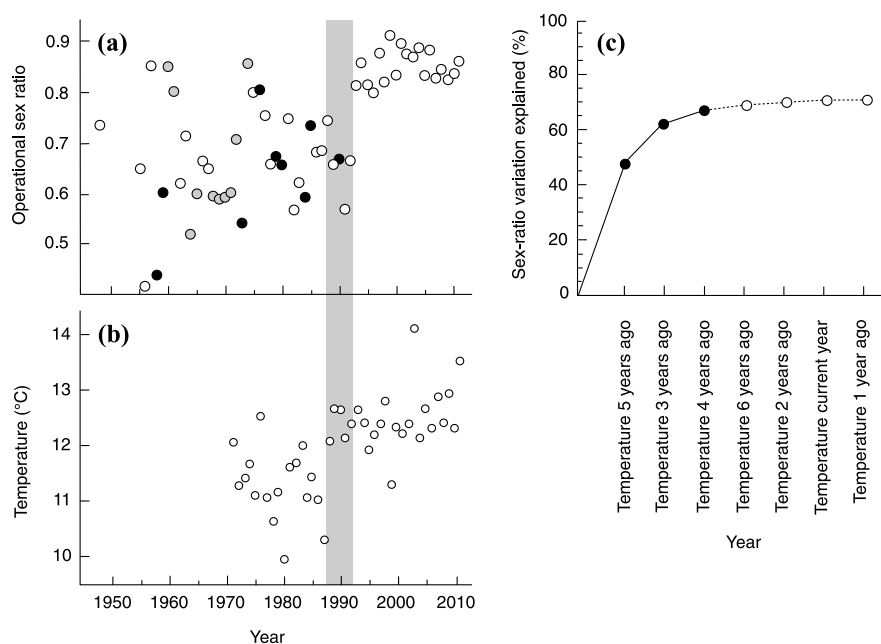 (a)
Operational sex ratio
0.9
0.8
0.7
0.6
0.5
(b)
Temperature (°C)
14
13
12
11
10
1950 1960 1970 1980 1990 2000 2010
Year
(c)
Sex-ratio variation explained (%)
100
80
60
40
20
0
Temperature 5 years ago
Temperature 3 years ago
Temperature 4 years ago
Temperature 6 years ago
Temperature 2 years ago
Temperature current year
Temperature 1 year ago
Year